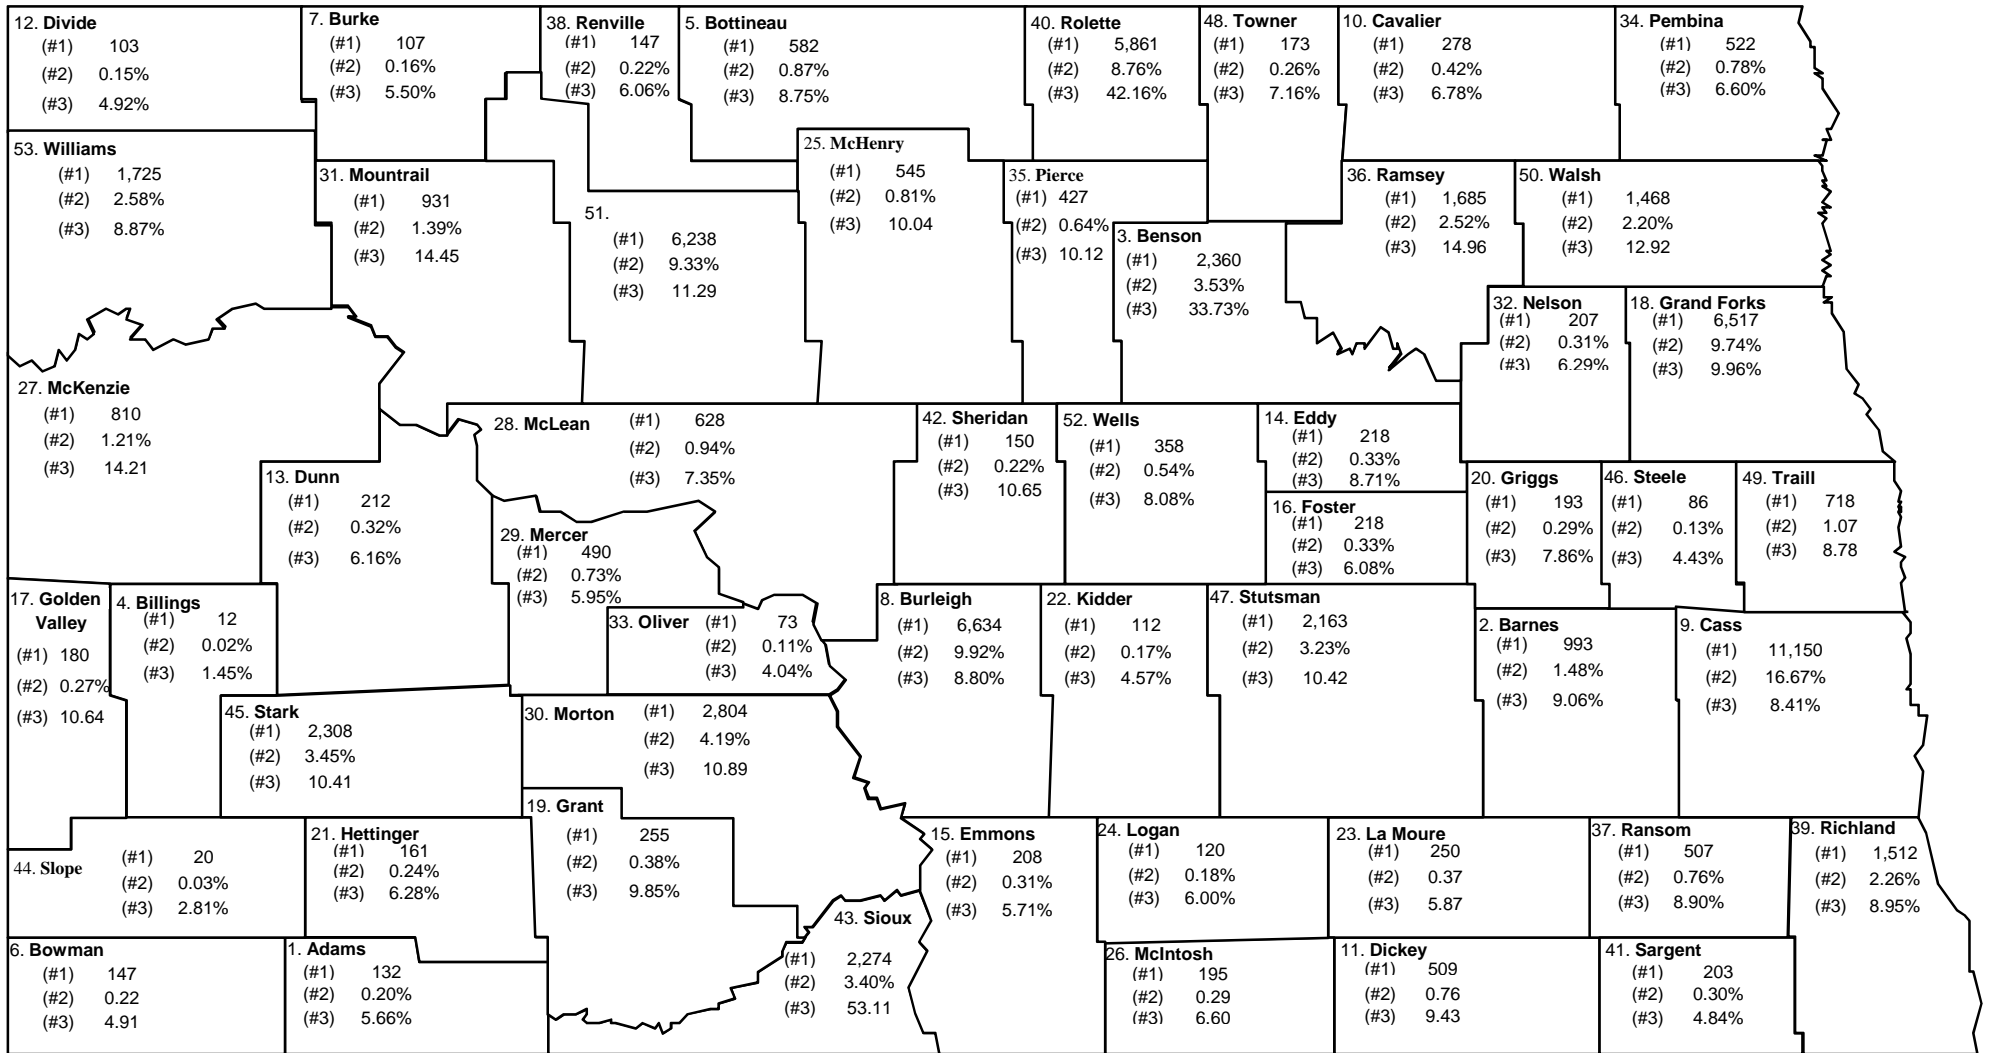 12. Divide
(#1) 103
(#2) 0.15%
(#3) 4.92%
7. Burke
(#1) 107
(#2) 0.16%
(#3) 5.50%
38. Renville
(#1) 147
(#2) 0.22%
(#3) 6.06%
5. Bottineau
(#1) 582
(#2) 0.87%
(#3) 8.75%
40. Rolette
(#1) 5,861
(#2) 8.76%
(#3) 42.16%
48. Towner
(#1) 173
(#2) 0.26%
(#3) 7.16%
10. Cavalier
(#1) 278
(#2) 0.42%
(#3) 6.78%
34. Pembina
(#1) 522
(#2) 0.78%
(#3) 6.60%
53. Williams
(#1) 1,725
(#2) 2.58%
(#3) 8.87%
31. Mountrail
(#1) 931
(#2) 1.39%
(#3) 14.45
51.
(#1) 6,238
(#2) 9.33%
(#3) 11.29
25. McHenry
(#1) 545
(#2) 0.81%
(#3) 10.04
35. Pierce
(#1) 427
(#2) 0.64%
(#3) 10.12
3. Benson
(#1) 2,360
(#2) 3.53%
(#3) 33.73%
36. Ramsey
(#1) 1,685
(#2) 2.52%
(#3) 14.96
50. Walsh
(#1) 1,468
(#2) 2.20%
(#3) 12.92
32. Nelson
(#1) 207
(#2) 0.31%
(#3) 6.29%
18. Grand Forks
(#1) 6,517
(#2) 9.74%
(#3) 9.96%
27. McKenzie
(#1) 810
(#2) 1.21%
(#3) 14.21
13. Dunn
(#1) 212
(#2) 0.32%
(#3) 6.16%
28. McLean (#1) 628
(#2) 0.94%
(#3) 7.35%
29. Mercer
(#1) 490
(#2) 0.73%
(#3) 5.95%
42. Sheridan
(#1) 150
(#2) 0.22%
(#3) 10.65
52. Wells
(#1) 358
(#2) 0.54%
(#3) 8.08%
14. Eddy
(#1) 218
(#2) 0.33%
(#3) 8.71%
16. Foster
(#1) 218
(#2) 0.33%
(#3) 6.08%
20. Griggs
(#1) 193
(#2) 0.29%
(#3) 7.86%
46. Steele
(#1) 86
(#2) 0.13%
(#3) 4.43%
49. Traill
(#1) 718
(#2) 1.07
(#3) 8.78
17. Golden
Valley
(#1) 180
(#2) 0.27%
(#3) 10.64
4. Billings
(#1) 12
(#2) 0.02%
(#3) 1.45%
33. Oliver (#1) 73
(#2) 0.11%
(#3) 4.04%
8. Burleigh
(#1) 6,634
(#2) 9.92%
(#3) 8.80%
22. Kidder
(#1) 112
(#2) 0.17%
(#3) 4.57%
47. Stutsman
(#1) 2,163
(#2) 3.23%
(#3) 10.42
2. Barnes
(#1) 993
(#2) 1.48%
(#3) 9.06%
9. Cass
(#1) 11,150
(#2) 16.67%
(#3) 8.41%
45. Stark
(#1) 2,308
(#2) 3.45%
(#3) 10.41
30. Morton (#1) 2,804
(#2) 4.19%
(#3) 10.89
19. Grant
(#1) 255
(#2) 0.38%
(#3) 9.85%
44. Slope (#1) 20
(#2) 0.03%
(#3) 2.81%
21. Hettinger
(#1) 161
(#2) 0.24%
(#3) 6.28%
15. Emmons
(#1) 208
(#2) 0.31%
(#3) 5.71%
24. Logan
(#1) 120
(#2) 0.18%
(#3) 6.00%
23. La Moure
(#1) 250
(#2) 0.37
(#3) 5.87
37. Ransom
(#1) 507
(#2) 0.76%
(#3) 8.90%
39. Richland
(#1) 1,512
(#2) 2.26%
(#3) 8.95%
6. Bowman
(#1) 147
(#2) 0.22
(#3) 4.91
1. Adams
(#1) 132
(#2) 0.20%
(#3) 5.66%
43. Sioux
(#1) 2,274
(#2) 3.40%
(#3) 53.11
26. McIntosh
(#1) 195
(#2) 0.29
(#3) 6.60
11. Dickey
(#1) 509
(#2) 0.76
(#3) 9.43
41. Sargent
(#1) 203
(#2) 0.30%
(#3) 4.84%